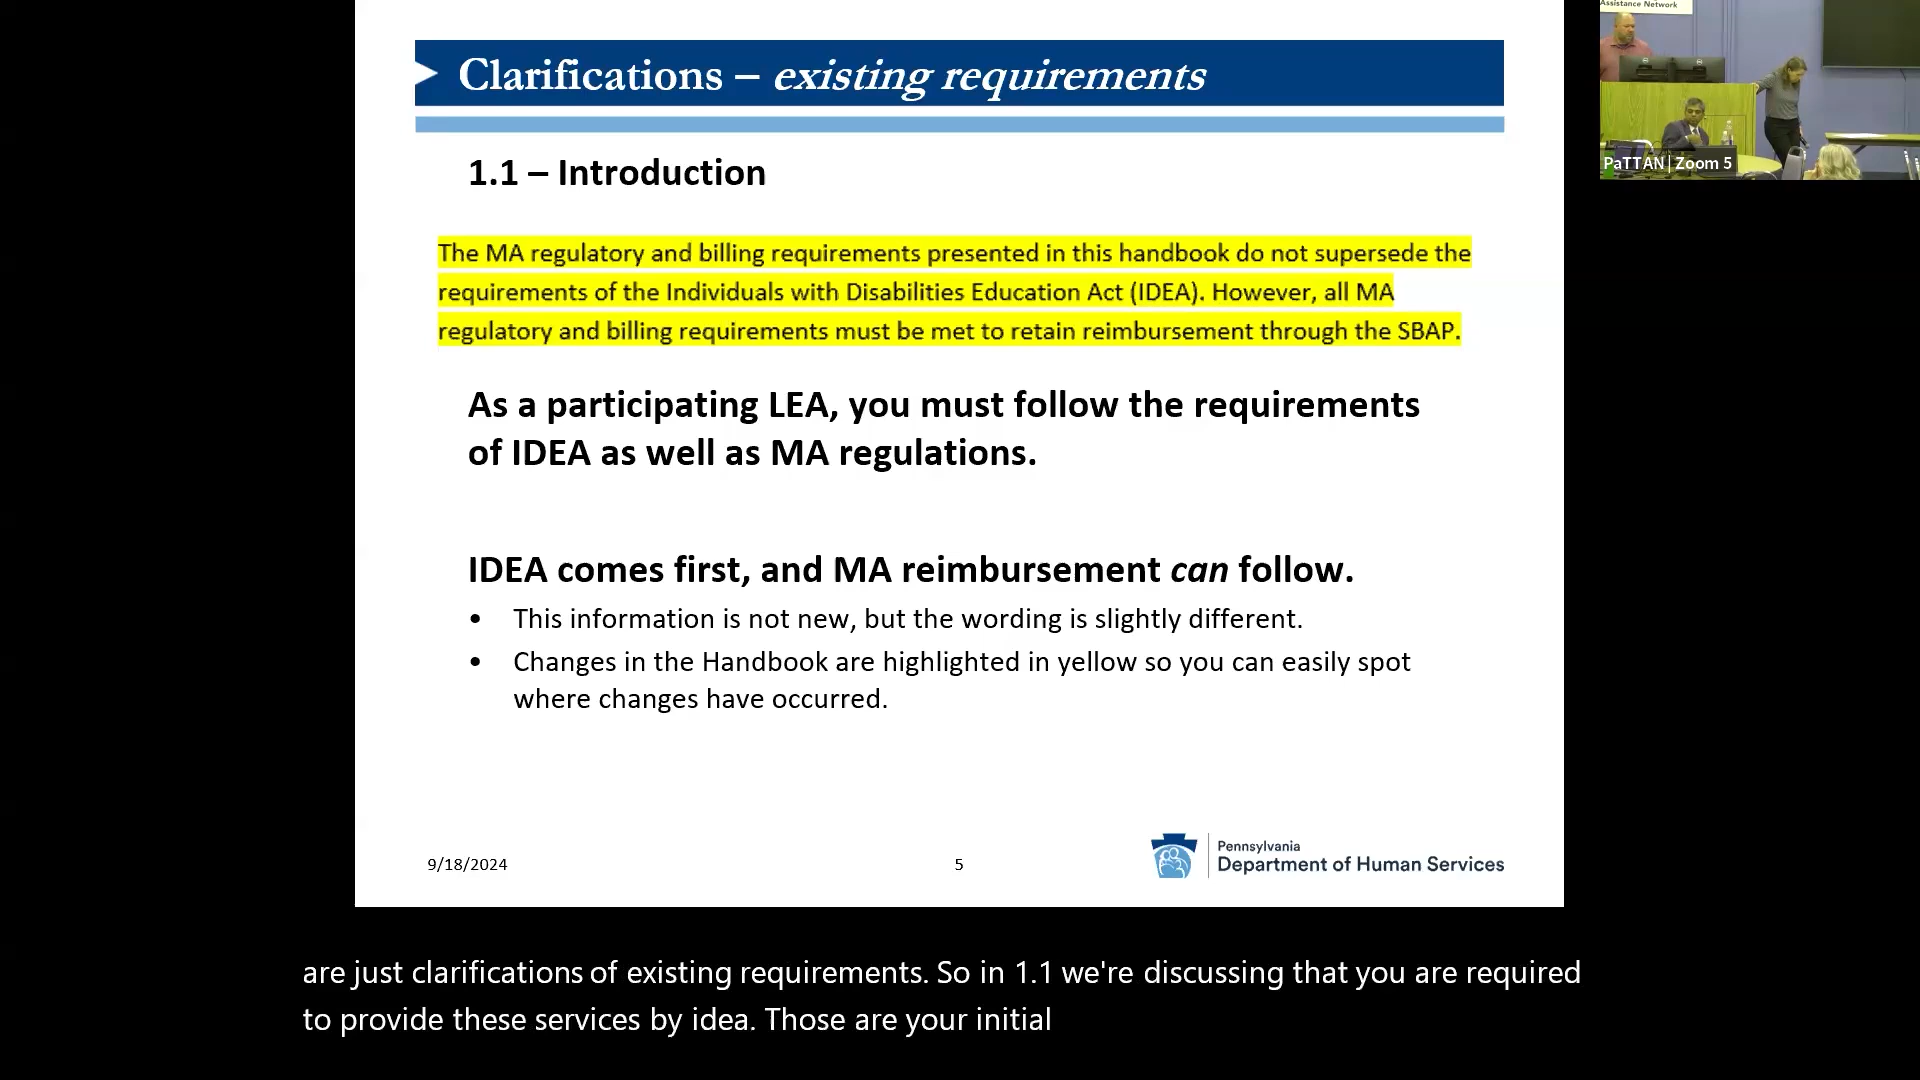 Clarifications – existing requirements
1.1 – Introduction
The MA regulatory and billing requirements presented in this handbook do not supersede the
requirements of the Individuals with Disabilities Education Act (IDEA). However, all MA
regulatory and billing requirements must be met to retain reimbursement through the SBAP.
As a participating LEA, you must follow the requirements
of IDEA as well as MA regulations.
IDEA comes first, and MA reimbursement can follow.
• This information is not new, but the wording is slightly different.
• Changes in the Handbook are highlighted in yellow so you can easily spot
where changes have occurred.
9/18/2024
5
Pennsylvania
Department of Human Services
Assistance Network
PaTTAN | Zoom 5
are just clarifications of existing requirements. So in 1.1 we're discussing that you are required
to provide these services by idea. Those are your initial